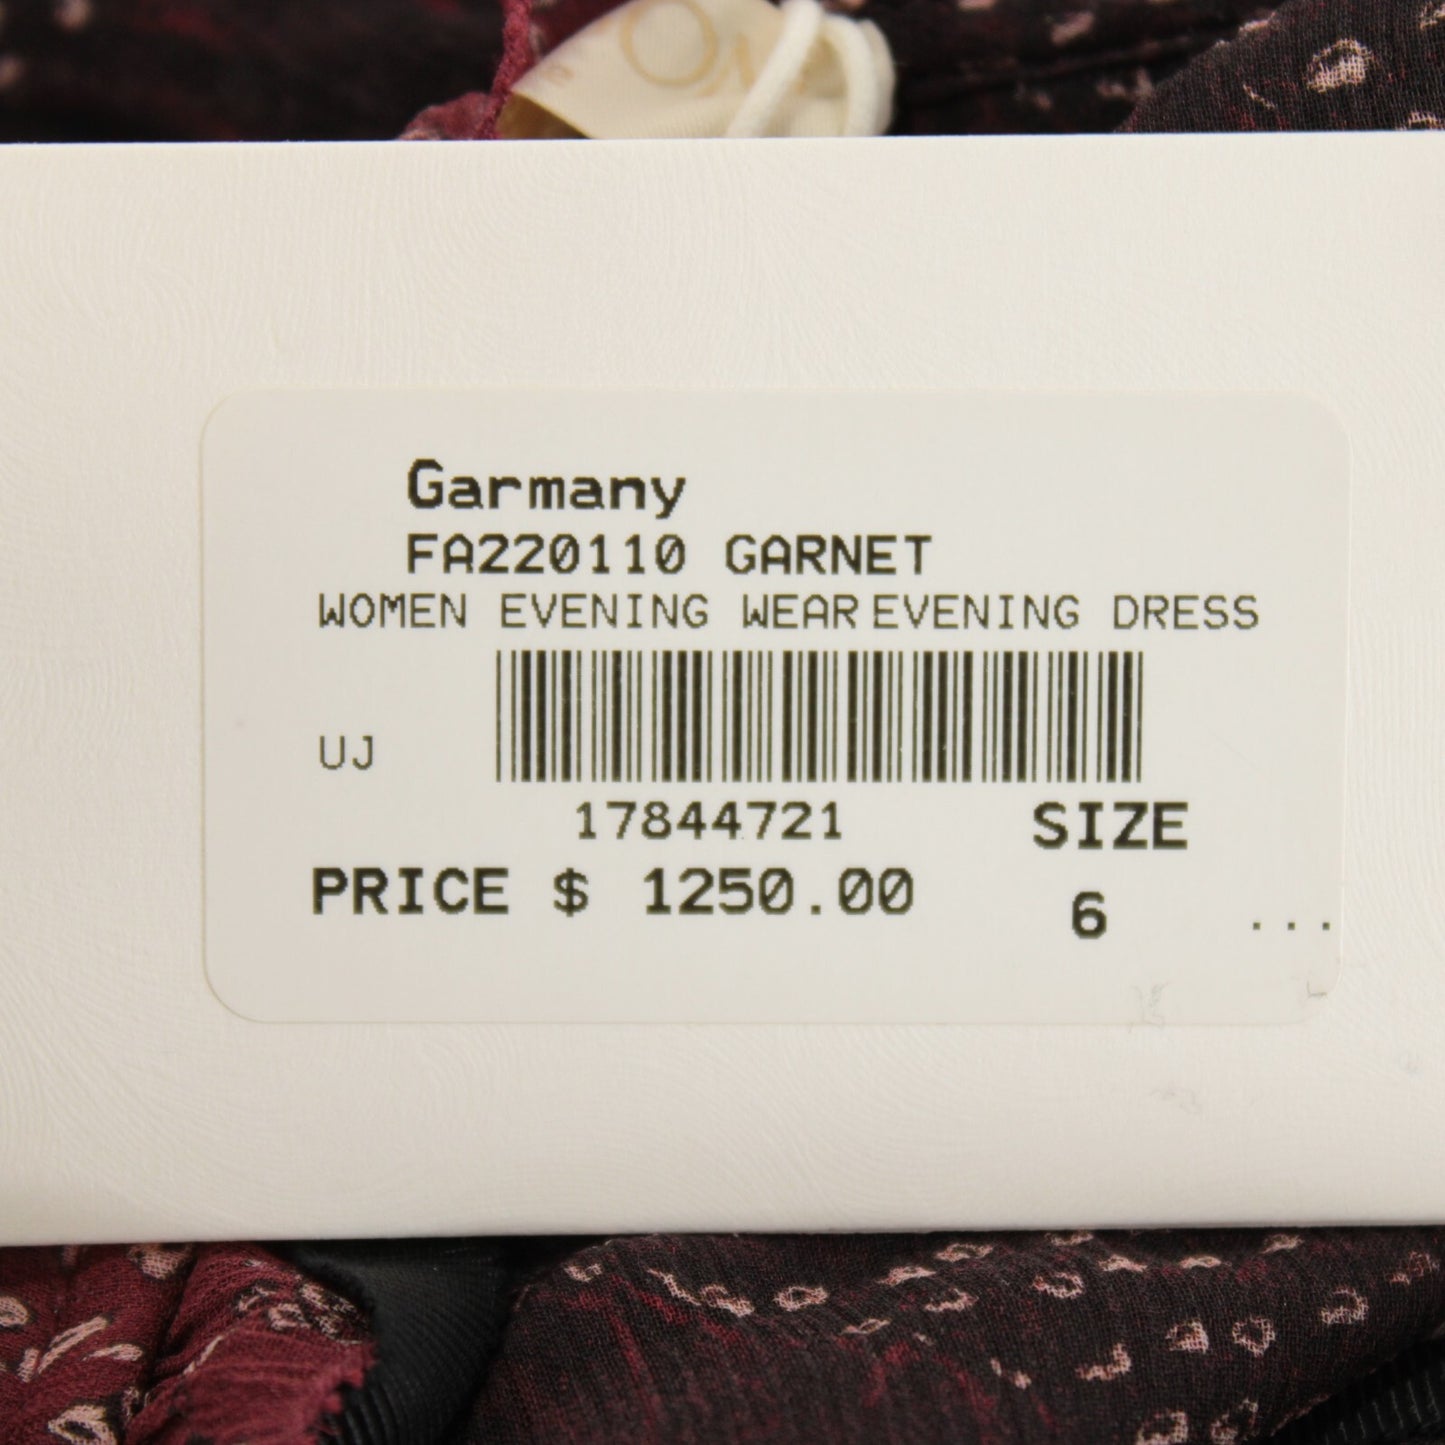 Garmany
FA220110 GARNET
WOMEN EVENING WEAR EVENING DRESS
UJ
17844721
SIZE
PRICE $ 1250.00
6
...